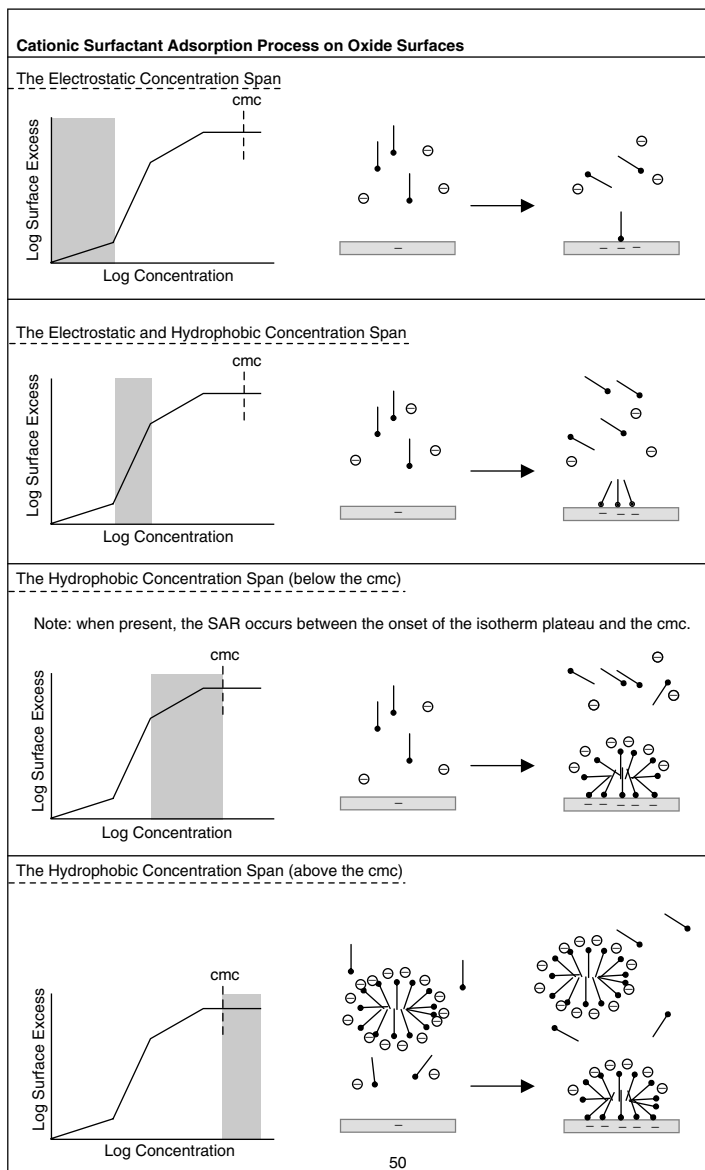 Cationic Surfactant Adsorption Process on Oxide Surfaces
The Electrostatic Concentration Span
cmc
Log Surface Excess
Log Concentration
The Electrostatic and Hydrophobic Concentration Span
cmc
Log Surface Excess
Log Concentration
The Hydrophobic Concentration Span (below the cmc)
Note: when present, the SAR occurs between the onset of the isotherm plateau and the cmc.
cmc
Log Surface Excess
Log Concentration
The Hydrophobic Concentration Span (above the cmc)
cmc
Log Surface Excess
Log Concentration
50